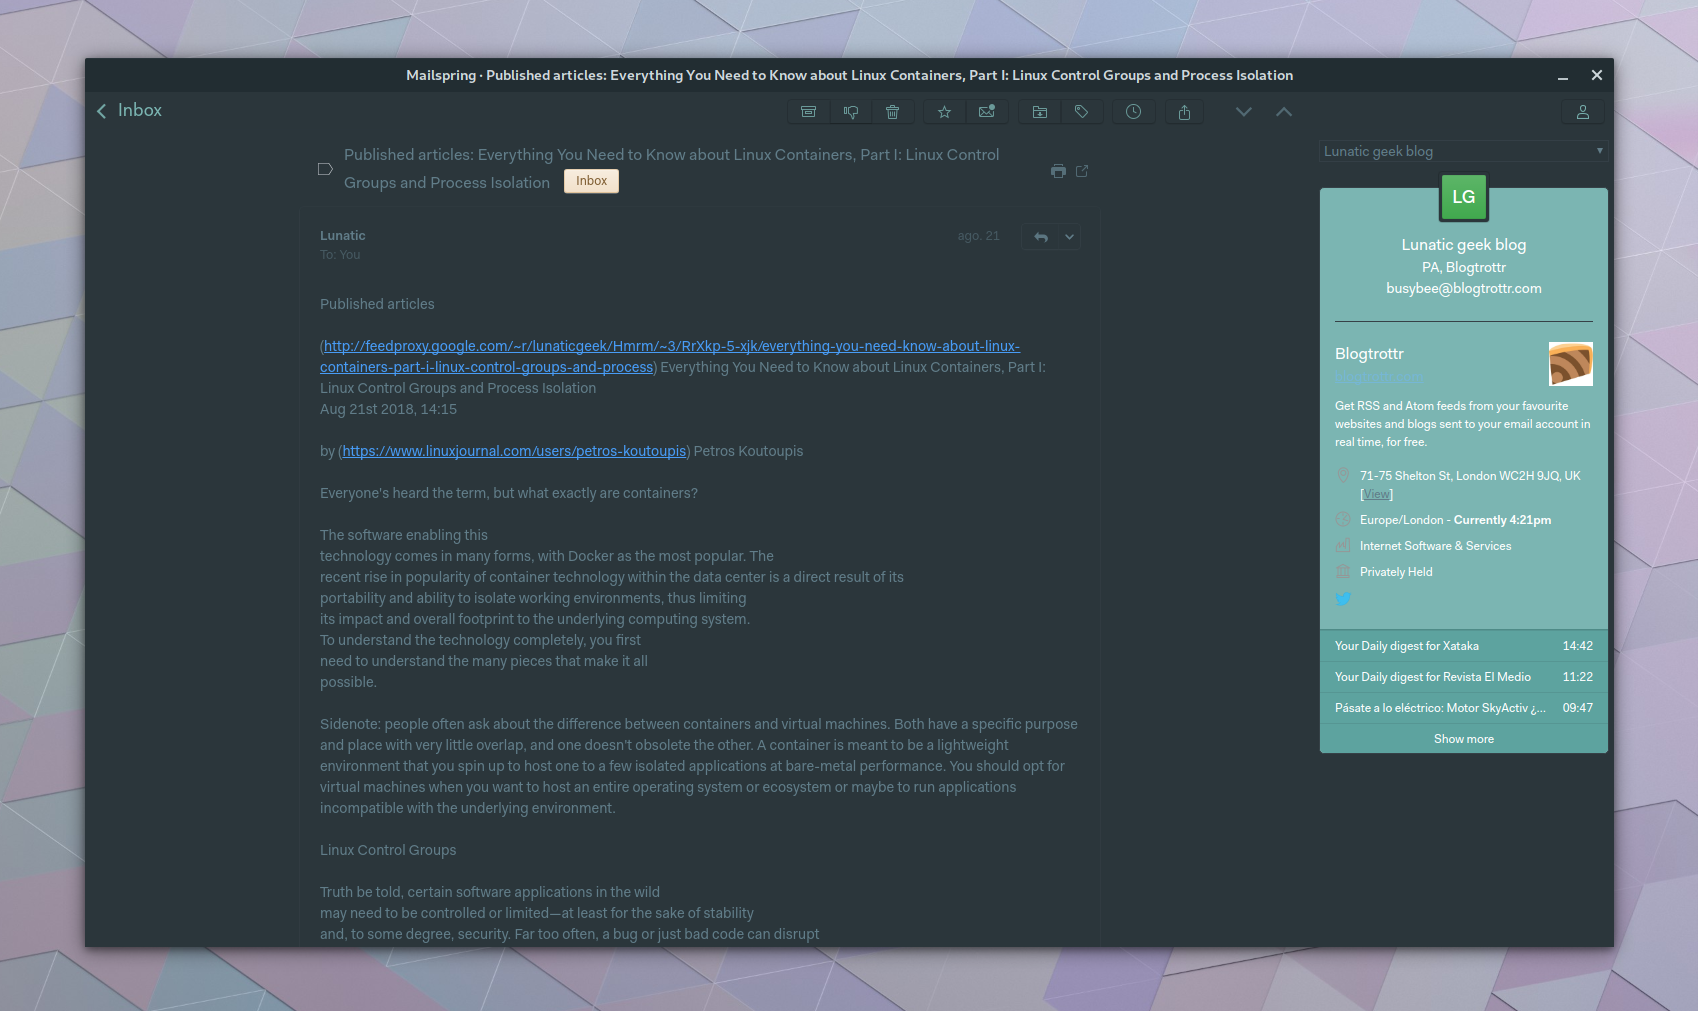 Mailspring · Published articles: Everything You Need to Know about Linux Containers, Part I: Linux Control Groups and Process Isolation
Inbox
Published articles: Everything You Need to Know about Linux Containers, Part I: Linux Control
Groups and Process Isolation Inbox
Lunatic ago. 21
To: You
Published articles
(http://feedproxy.google.com/~r/lunaticgeek/Hmrm/~3/RrXkp-5-xjk/everything-you-need-know-about-linux-
containers-part-i-linux-control-groups-and-process) Everything You Need to Know about Linux Containers, Part I:
Linux Control Groups and Process Isolation
Aug 21st 2018, 14:15
by (https://www.linuxjournal.com/users/petros-koutoupis) Petros Koutoupis
Everyone's heard the term, but what exactly are containers?
The software enabling this
technology comes in many forms, with Docker as the most popular. The
recent rise in popularity of container technology within the data center is a direct result of its
portability and ability to isolate working environments, thus limiting
its impact and overall footprint to the underlying computing system.
To understand the technology completely, you first
need to understand the many pieces that make it all
possible.
Sidenote: people often ask about the difference between containers and virtual machines. Both have a specific purpose
and place with very little overlap, and one doesn't obsolete the other. A container is meant to be a lightweight
environment that you spin up to host one to a few isolated applications at bare-metal performance. You should opt for
virtual machines when you want to host an entire operating system or ecosystem or maybe to run applications
incompatible with the underlying environment.
Linux Control Groups
Truth be told, certain software applications in the wild
may need to be controlled or limited—at least for the sake of stability
and, to some degree, security. Far too often, a bug or just bad code can disrupt
Lunatic geek blog
LG
Lunatic geek blog
PA, Blogtrottr
busybee@blogtrottr.com
Blogtrottr
Get RSS and Atom feeds from your favourite
websites and blogs sent to your email account in
real time, for free.
71-75 Shelton St, London WC2H 9JQ, UK
[View]
Europe/London - Currently 4:21pm
Internet Software & Services
Privately Held
Your Daily digest for Xataka 14:42
Your Daily digest for Revista El Medio 11:22
Pásate a lo eléctrico: Motor SkyActiv ¿... 09:47
Show more